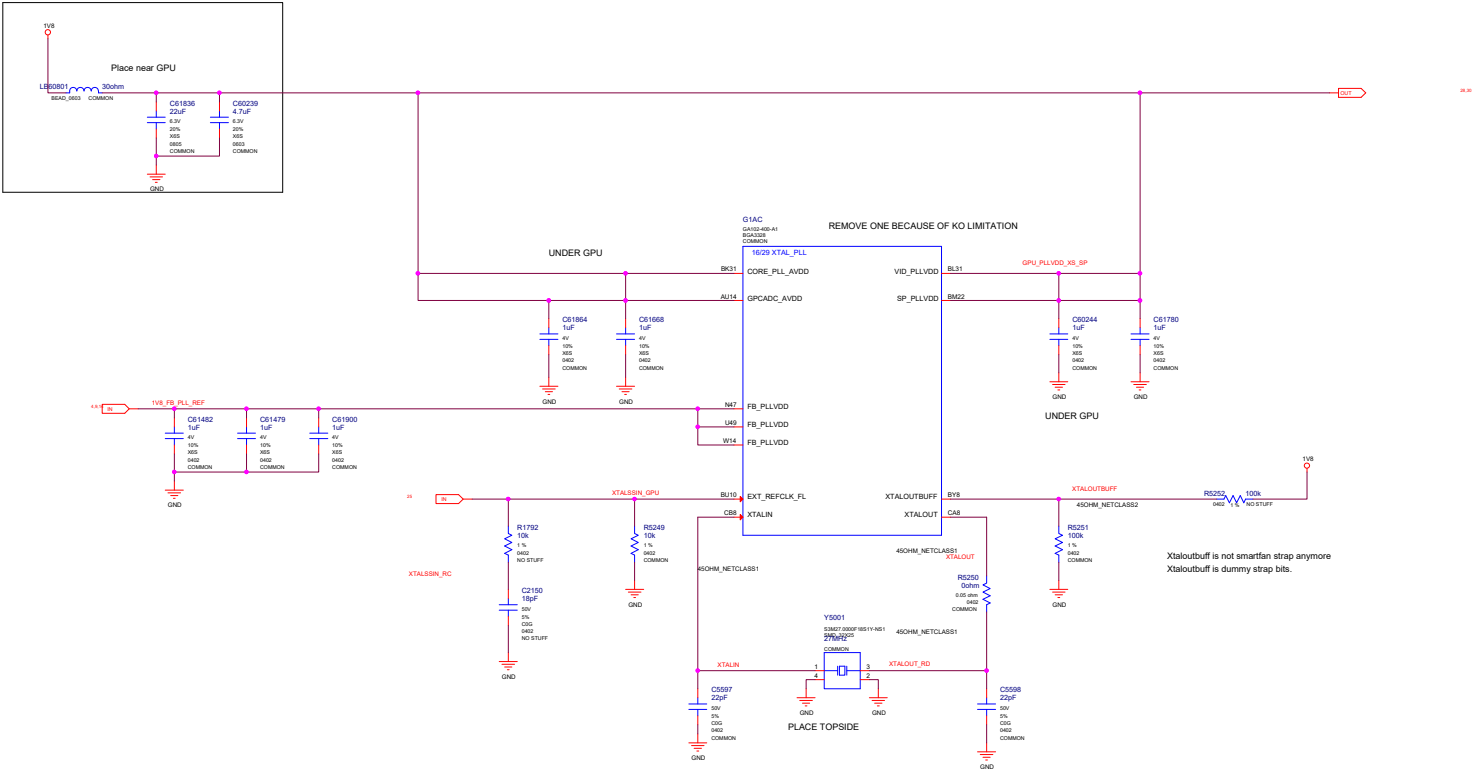 1V8
Place near GPU
LB60801 30ohm
BEAD_0603 COMMON
C61836
22uF
6.3V
20%
X6S
0805
COMMON
C60239
4.7uF
6.3V
20%
X6S
0603
COMMON
GND
OUT
G1AC
GA102-400-A1
BGA3328
COMMON
REMOVE ONE BECAUSE OF KO LIMITATION
16/29 XTAL_PLL
UNDER GPU
BK31 CORE_PLL_AVDD
AU14 GPCADC_AVDD
VID_PLLVDD BL31
GPU_PLLVDD_XS_SP
SP_PLLVDD BM22
C61864
1uF
4V
10%
X6S
0402
COMMON
GND
C61668
1uF
4V
10%
X6S
0402
COMMON
GND
C60244
1uF
4V
10%
X6S
0402
COMMON
GND
C61780
1uF
4V
10%
X6S
0402
COMMON
GND
UNDER GPU
IN
1V8_FB_PLL_REF
N47 FB_PLLVDD
U49 FB_PLLVDD
W14 FB_PLLVDD
C61482
1uF
4V
10%
X6S
0402
COMMON
C61479
1uF
4V
10%
X6S
0402
COMMON
C61900
1uF
4V
10%
X6S
0402
COMMON
GND
IN
XTALSSIN_GPU
BU10 EXT_REFCLK_FL
CB8 XTALIN
XTALOUTBUFF BY8
XTALOUT CA8
XTALOUTBUFF
45OHM_NETCLASS2
R5252 100k
0402 1 % NO STUFF
1V8
R1792
10k
1 %
0402
NO STUFF
R5249
10k
1 %
0402
COMMON
GND
XTALSSIN_RC
C2150
18pF
50V
5%
C0G
0402
NO STUFF
GND
45OHM_NETCLASS1
45OHM_NETCLASS1
XTALOUT
R5250
0ohm
0.05 ohm
0402
COMMON
45OHM_NETCLASS1
R5251
100k
1 %
0402
COMMON
GND
Xtaloutbuff is not smartfan strap anymore
Xtaloutbuff is dummy strap bits.
Y5001
27MHz
COMMON
XTALIN
1
4
3
2
XTALOUT_RD
GND
GND
PLACE TOPSIDE
C5597
22pF
50V
5%
C0G
0402
COMMON
GND
C5598
22pF
50V
5%
C0G
0402
COMMON
GND